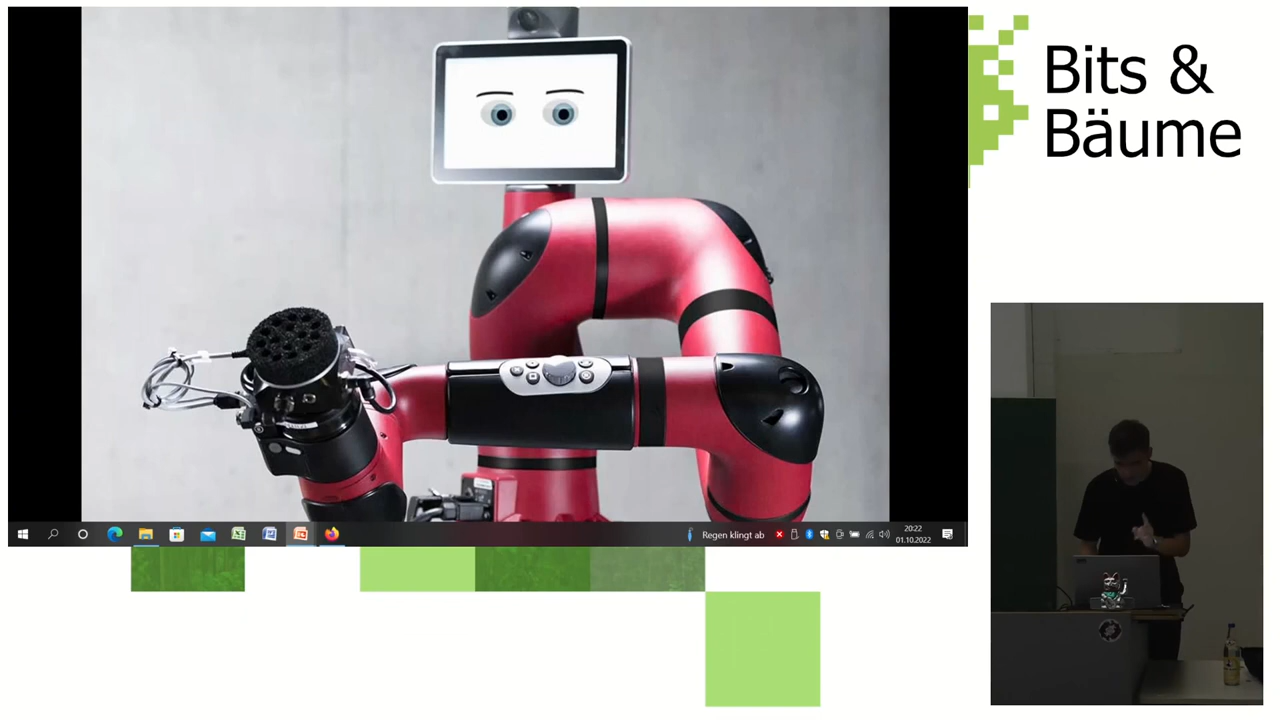 Bits &
Bäume
Regen klingt ab
20:22
01.10.2022